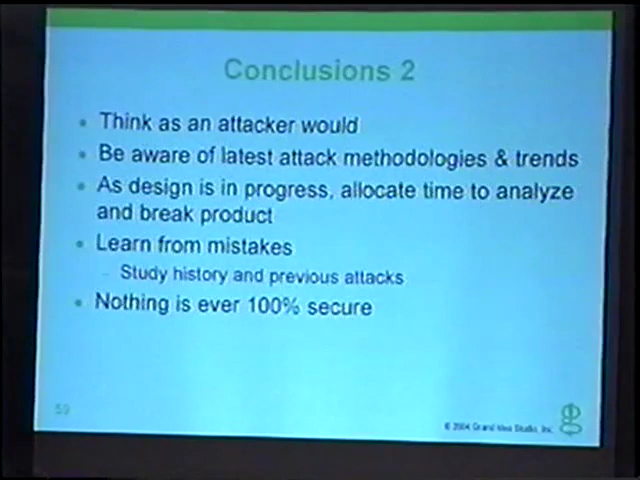 Conclusions 2
• Think as an attacker would
• Be aware of latest attack methodologies & trends
• As design is in progress, allocate time to analyze
and break product
• Learn from mistakes
– Study history and previous attacks
• Nothing is ever 100% secure
59
© 2004 Grand Idea Studio, Inc.